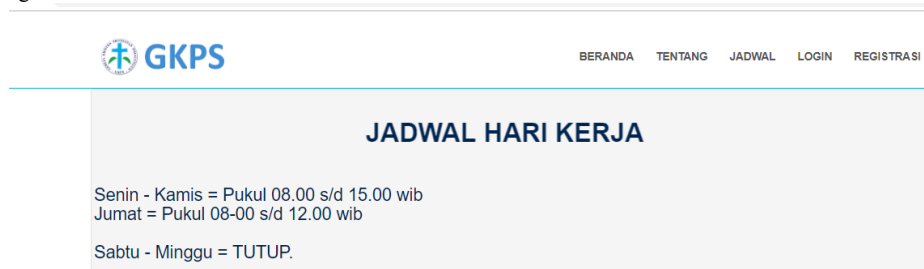 GKPS
BERANDA TENTANG JADWAL LOGIN REGISTRASI
JADWAL HARI KERJA
Senin - Kamis = Pukul 08.00 s/d 15.00 wib
Jumat = Pukul 08-00 s/d 12.00 wib
Sabtu - Minggu = TUTUP.